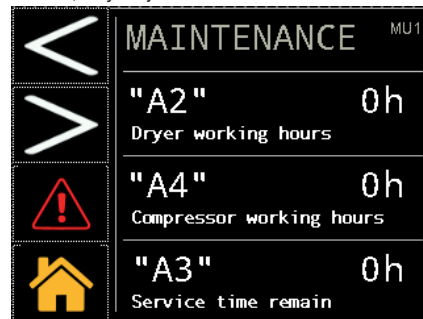 MAINTENANCE MU1
"A2" 0h
Dryer working hours
"A4" 0h
Compressor working hours
"A3" 0h
Service time remain